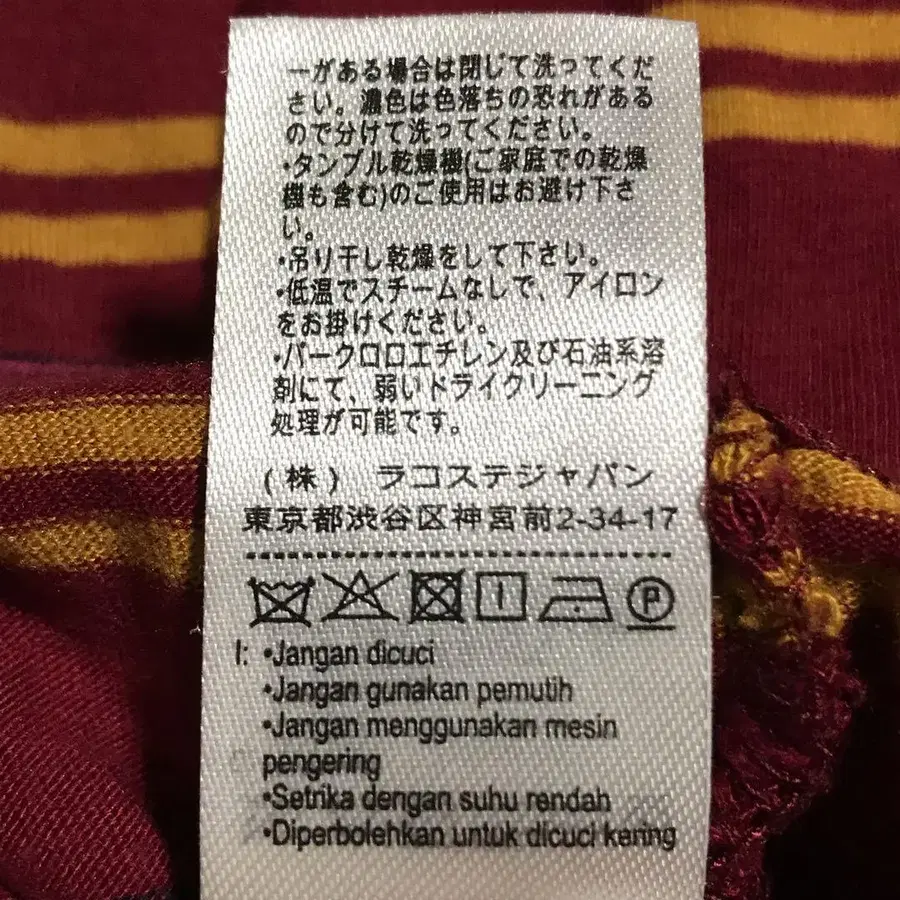 ーがある場合は閉じて洗ってくだ
さい。濃色は色落ちの恐れがある
ので分けて洗ってください。
・タンブル乾燥機(ご家庭での乾燥
機も含む)のご使用はお避け下さ
い。
・吊り干し乾燥をして下さい。
・低温でスチームなしで、アイロン
をお掛けください。
・パークロロエチレン及び石油系溶
剤にて、弱いドライクリーニング
処理が可能です。
(株) ラコステジャパン
東京都渋谷区神宮前2-34-17
P
I: •Jangan dicuci
•Jangan gunakan pemutih
•Jangan menggunakan mesin
pengering
•Setrika dengan suhu rendah
•Diperbolehkan untuk dicuci kering